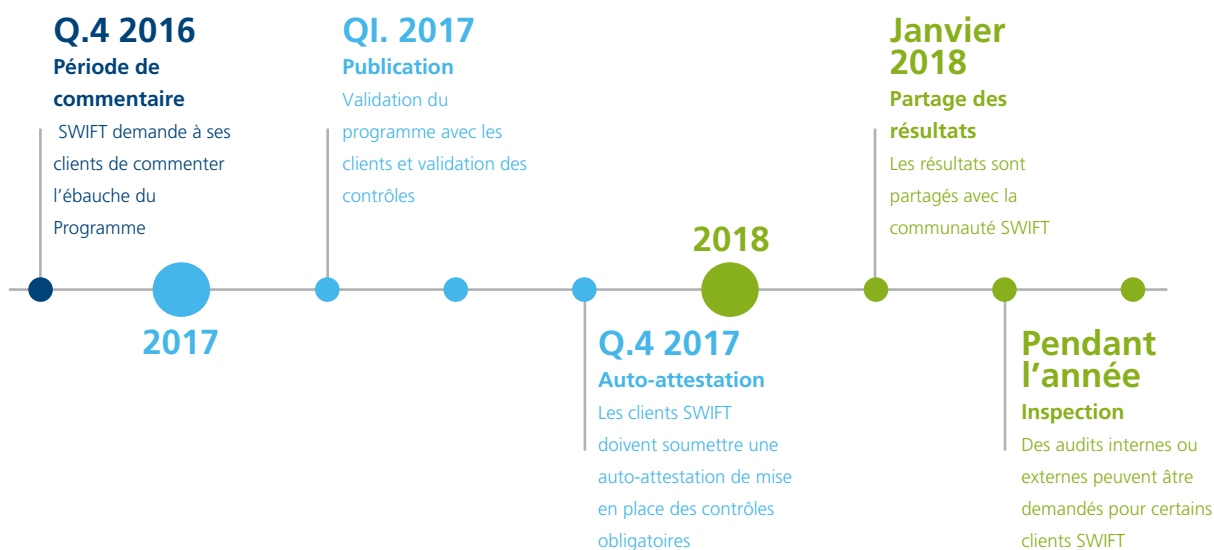 Q.4 2016
Période de
commentaire
SWIFT demande à ses
clients de commenter
l'ébauche du
Programme
2017
QI. 2017
Publication
Validation du
programme avec les
clients et validation des
contrôles
Q.4 2017
Auto-attestation
Les clients SWIFT
doivent soumettre une
auto-attestation de mise
en place des contrôles
obligatoires
2018
Janvier
2018
Partage des
résultats
Les résultats sont
partagés avec la
communauté SWIFT
Pendant
l'année
Inspection
Des audits internes ou
externes peuvent âtre
demandés pour certains
clients SWIFT